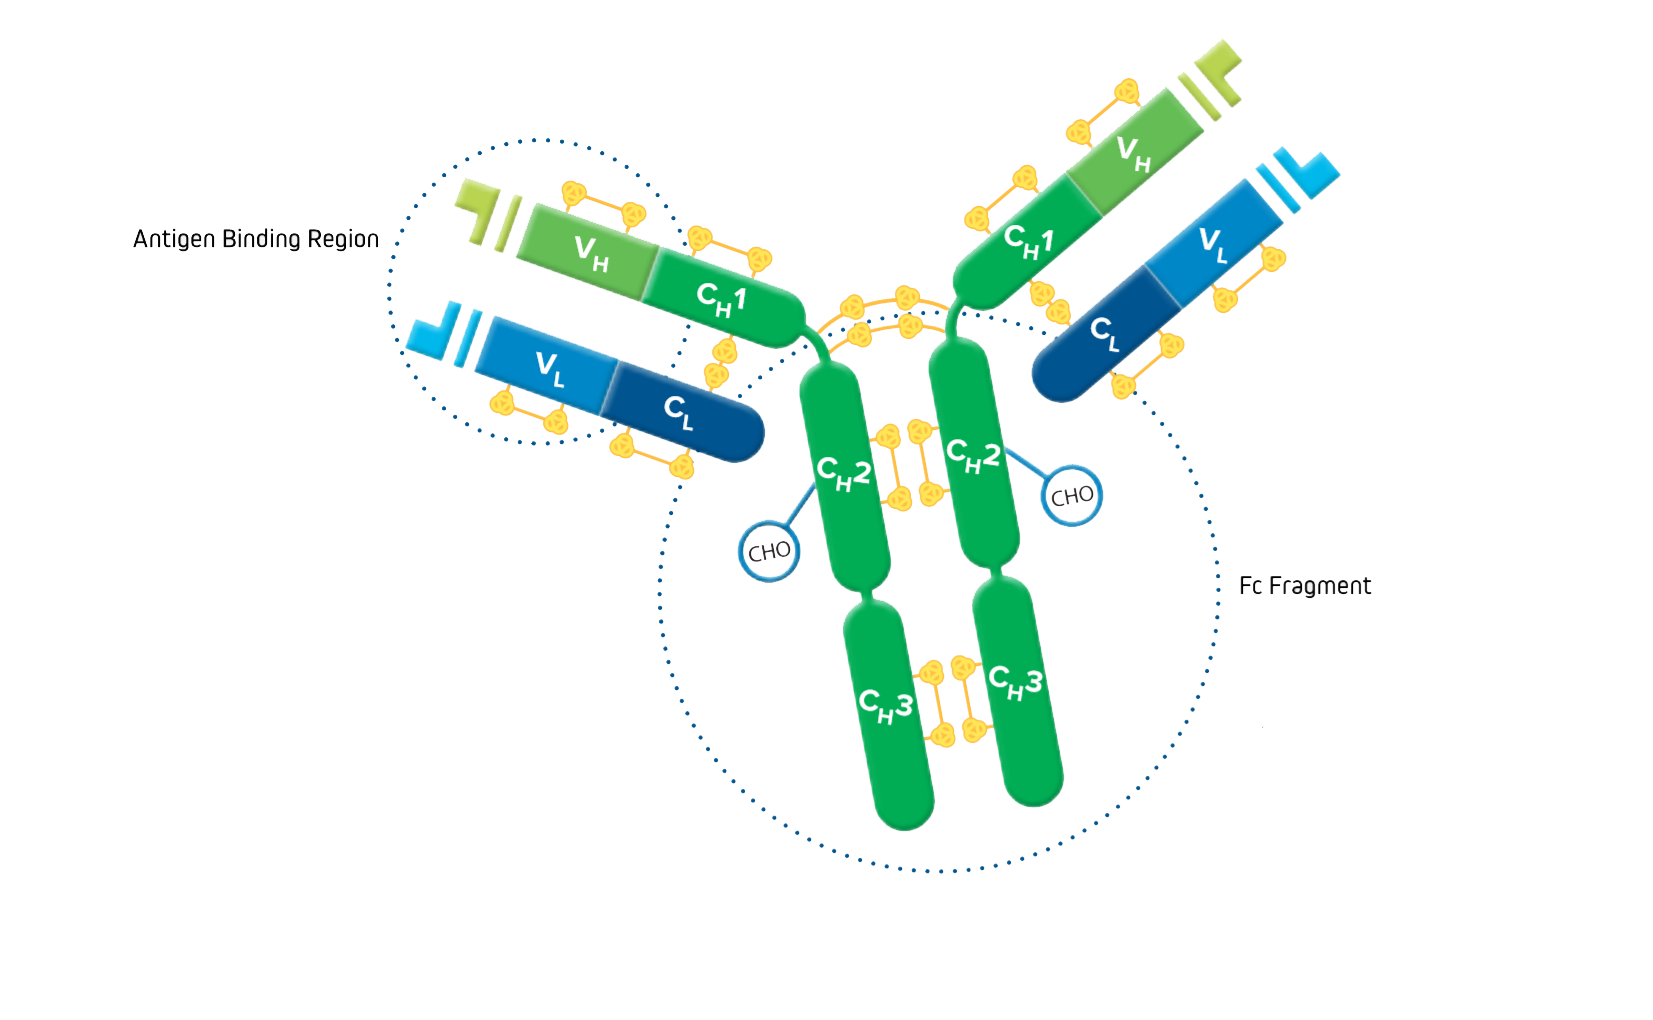 Antigen Binding Region
V_H
C_H1
V_L
C_L
V_H
C_H1
V_L
C_L
C_H2
C_H2
CHO
CHO
Fc Fragment
C_H3
C_H3